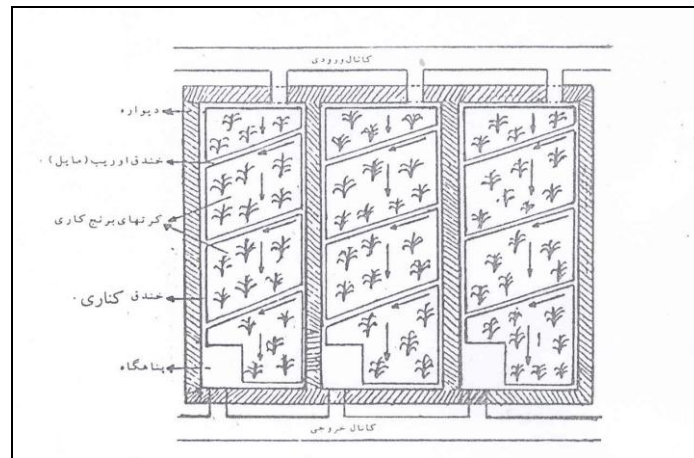 کانال ورودی
دیواره
خندق اوریب (مایل).
کرتهای برنج کاری
خندق کناری.
پناهگاه
کانال خروجی